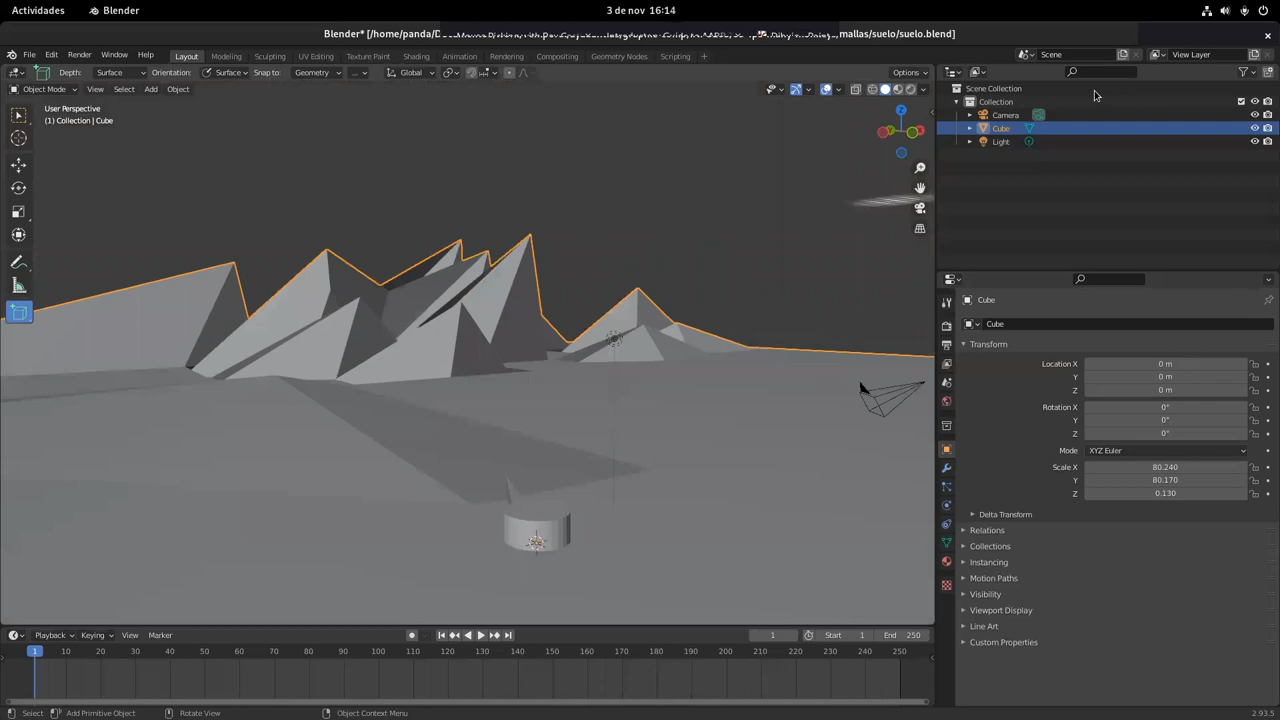 Actividades Blender 3 de nov 16:14
Blender* [/home/panda/D mallas/suelo/suelo.blend]
File Edit Render Window Help Layout Modeling Sculpting UV Editing Texture Paint Shading Animation Rendering Compositing Geometry Nodes Scripting + Scene View Layer
Depth: Surface Orientation: Surface Snap to: Geometry ... Global Options
Object Mode View Select Add Object
User Perspective
(1) Collection | Cube
Z
X
Y
Scene Collection
Collection
Camera
Cube
Light
Cube
Cube
Transform
Location X 0 m
Y 0 m
Z 0 m
Rotation X 0°
Y 0°
Z 0°
Mode XYZ Euler
Scale X 80.240
Y 80.170
Z 0.130
Delta Transform
Relations
Collections
Instancing
Motion Paths
Visibility
Viewport Display
Line Art
Custom Properties
Playback Keying View Marker 1 Start 1 End 250
1 10 20 30 40 50 60 70 80 90 100 110 120 130 140 150 160 170 180 190 200 210 220 230 240 250
Select Add Primitive Object Rotate View Object Context Menu 2.93.5